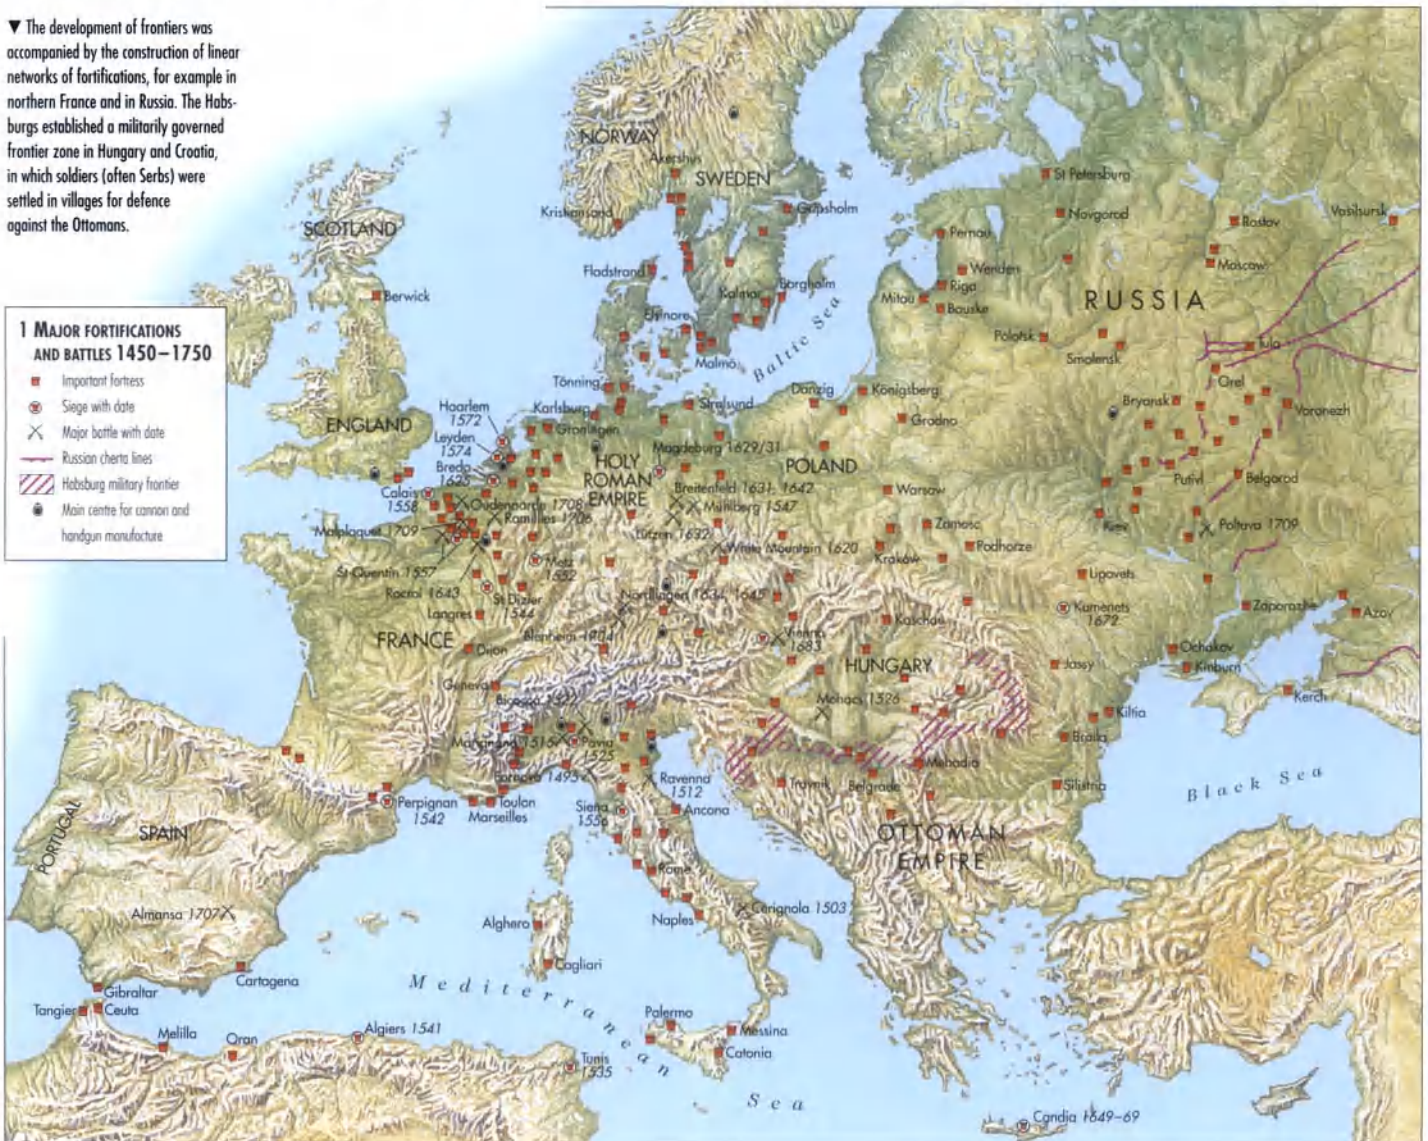 ▼ The development of frontiers was
accompanied by the construction of linear
networks of fortifications, for example in
northern France and in Russia. The Habs-
burgs established a militarily governed
frontier zone in Hungary and Croatia,
in which soldiers (often Serbs) were
settled in villages for defence
against the Ottomans.
1 MAJOR FORTIFICATIONS
AND BATTLES 1450–1750
Important fortress
Siege with date
Major battle with date
Russian cherta lines
Habsburg military frontier
Main centre for cannon and
handgun manufacture
NORWAY
Akershus
SWEDEN
St Petersburg
Kristiansand
Gripsholm
Novgorod
Rostov
Vasilsursk
SCOTLAND
Pernau
Fladstrand
Wenden
Moscow
Borgholm
Kalmar
Riga
Mitau
RUSSIA
Berwick
Bauske
Elsinore
Polotsk
Tula
Smolensk
Malmö
Baltic Sea
Orel
Tönning
Danzig
Königsberg
Bryansk
Voronezh
Haarlem
1572
Karlsburg
Stralsund
Grodno
ENGLAND
Groningen
Leyden
1574
Magdeburg 1629/31
HOLY
ROMAN
EMPIRE
POLAND
Breda
1625
Putivl
Belgorod
Breitenfeld 1631, 1642
Warsaw
Calais
1558
Oudenaarde 1708
Mühlberg 1547
Ramillies 1706
Kiev
Poltava 1709
Malplaquet 1709
Lützen 1632
Zamosc
White Mountain 1620
Podhorze
Kraków
St Quentin 1557
Metz
1552
Lipovets
Rocroi 1643
St Dizier
1544
Nördlingen 1634, 1645
Kamenets
1672
Zaporozhe
Azov
Langres
Kaschau
Blenheim 1704
Vienna
1683
FRANCE
Dijon
Ochakov
HUNGARY
Jassy
Kinburn
Geneva
Kerch
Bicocca 1522
Mohacs 1526
Kiltia
Marignano 1515
Pavia
1525
Braila
Mehadia
Fornovo 1495
Ravenna
1512
Travnik
Belgrade
Silistria
Black Sea
Perpignan
1542
Toulon
Marseilles
Siena
1556
Ancona
PORTUGAL
SPAIN
OTTOMAN
EMPIRE
Rome
Almansa 1707
Alghero
Naples
Cerignola 1503
Cagliari
Cartagena
Mediterranean Sea
Gibraltar
Tangier
Ceuta
Palermo
Messina
Melilla
Oran
Algiers 1541
Catonia
Tunis
1535
Candia 1649–69